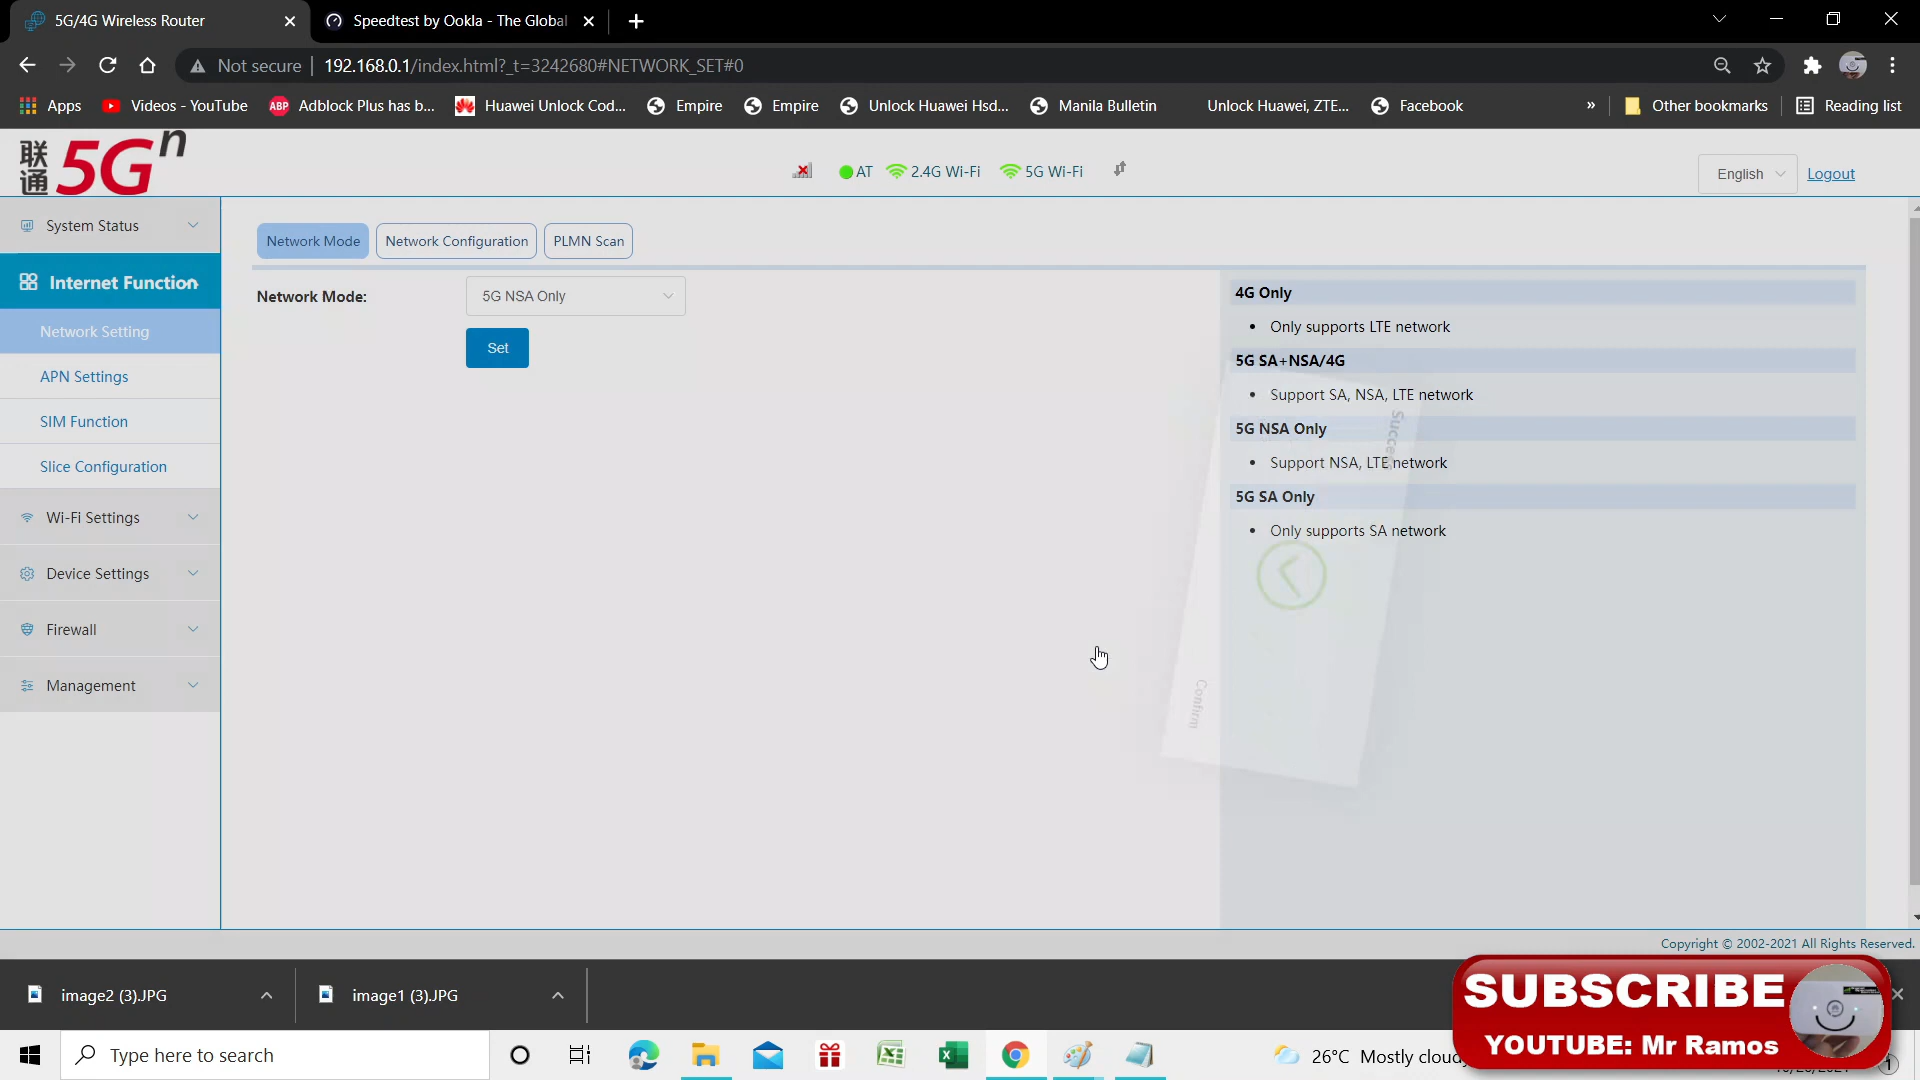 5G/4G Wireless Router
Speedtest by Ookla - The Global
Not secure
192.168.0.1/index.html?_t=3242680#NETWORK_SET#0
Apps
Videos - YouTube
ABP
Adblock Plus has b...
Huawei Unlock Cod...
Empire
Empire
Unlock Huawei Hsd...
Manila Bulletin
Unlock Huawei, ZTE...
Facebook
»
Other bookmarks
Reading list
联通 5Gⁿ
AT
2.4G Wi-Fi
5G Wi-Fi
English
Logout
System Status
Internet Function
Network Setting
APN Settings
SIM Function
Slice Configuration
Wi-Fi Settings
Device Settings
Firewall
Management
Network Mode
Network Configuration
PLMN Scan
Network Mode:
5G NSA Only
Set
4G Only
• Only supports LTE network
5G SA+NSA/4G
• Support SA, NSA, LTE network
5G NSA Only
• Support NSA, LTE network
5G SA Only
• Only supports SA network
Success
Confirm
Copyright © 2002-2021 All Rights Reserved.
image2 (3).JPG
image1 (3).JPG
SUBSCRIBE
YOUTUBE: Mr Ramos
Type here to search
26°C Mostly cloudy
1